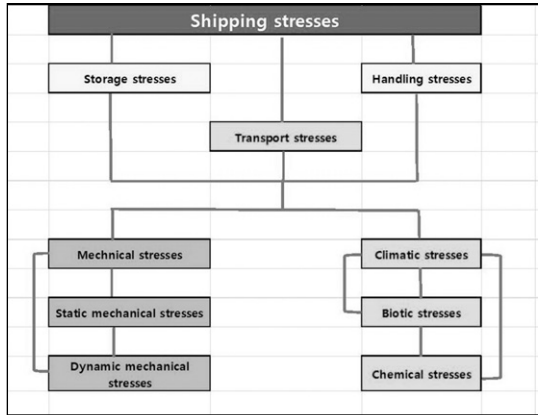 Shipping stresses
Storage stresses
Handling stresses
Transport stresses
Mechnical stresses
Climatic stresses
Static mechanical stresses
Biotic stresses
Dynamic mechanical
stresses
Chemical stresses